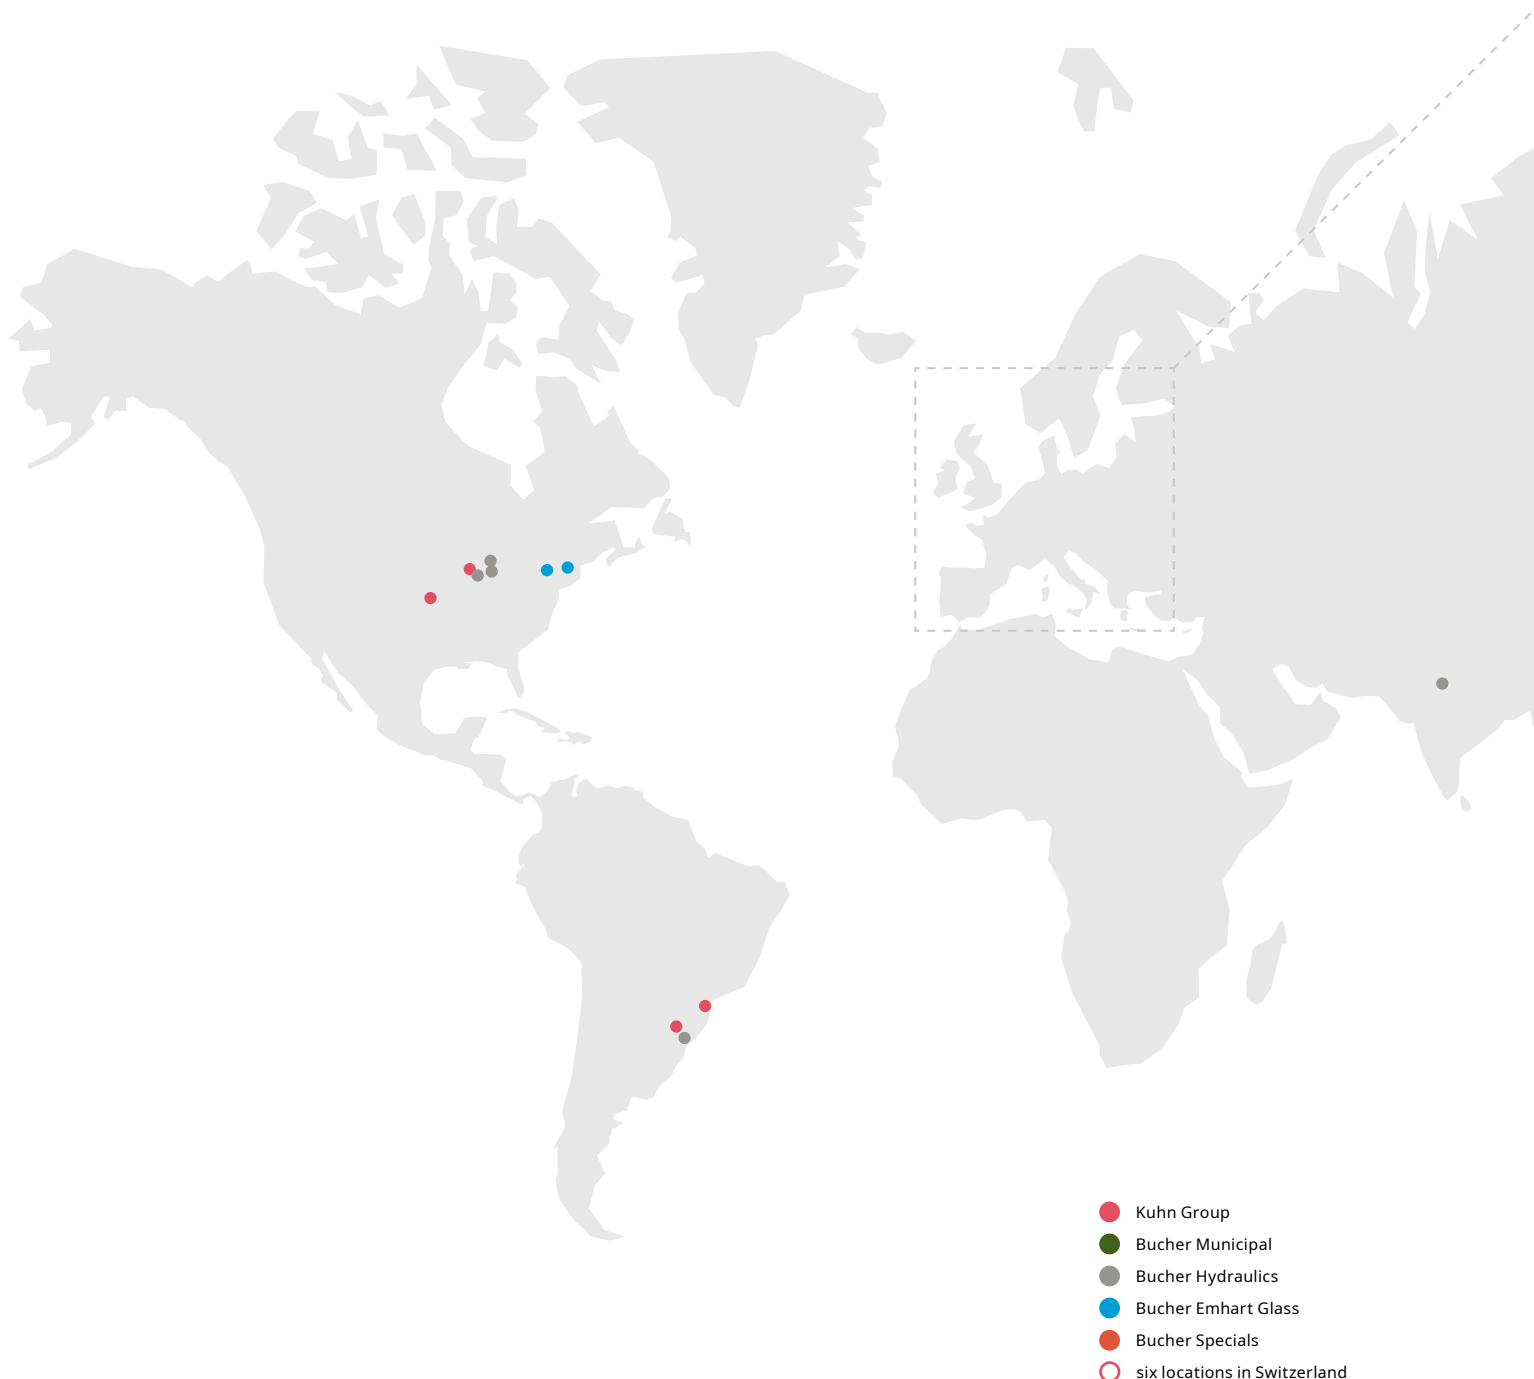 Kuhn Group
Bucher Municipal
Bucher Hydraulics
Bucher Emhart Glass
Bucher Specials
six locations in Switzerland